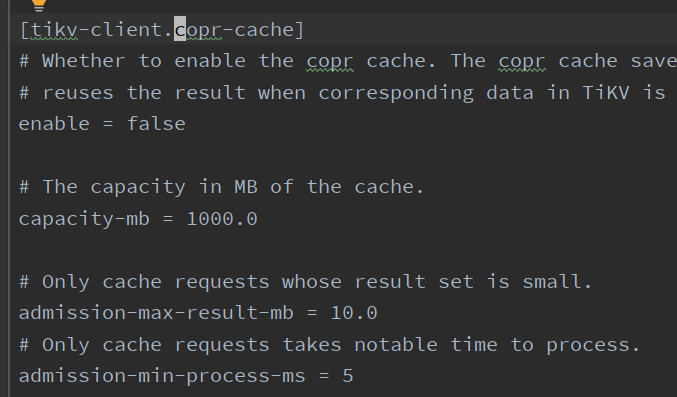 [tikv-client.copr-cache]
# Whether to enable the copr cache. The copr cache save
# reuses the result when corresponding data in TiKV is
enable = false
# The capacity in MB of the cache.
capacity-mb = 1000.0
# Only cache requests whose result set is small.
admission-max-result-mb = 10.0
# Only cache requests takes notable time to process.
admission-min-process-ms = 5